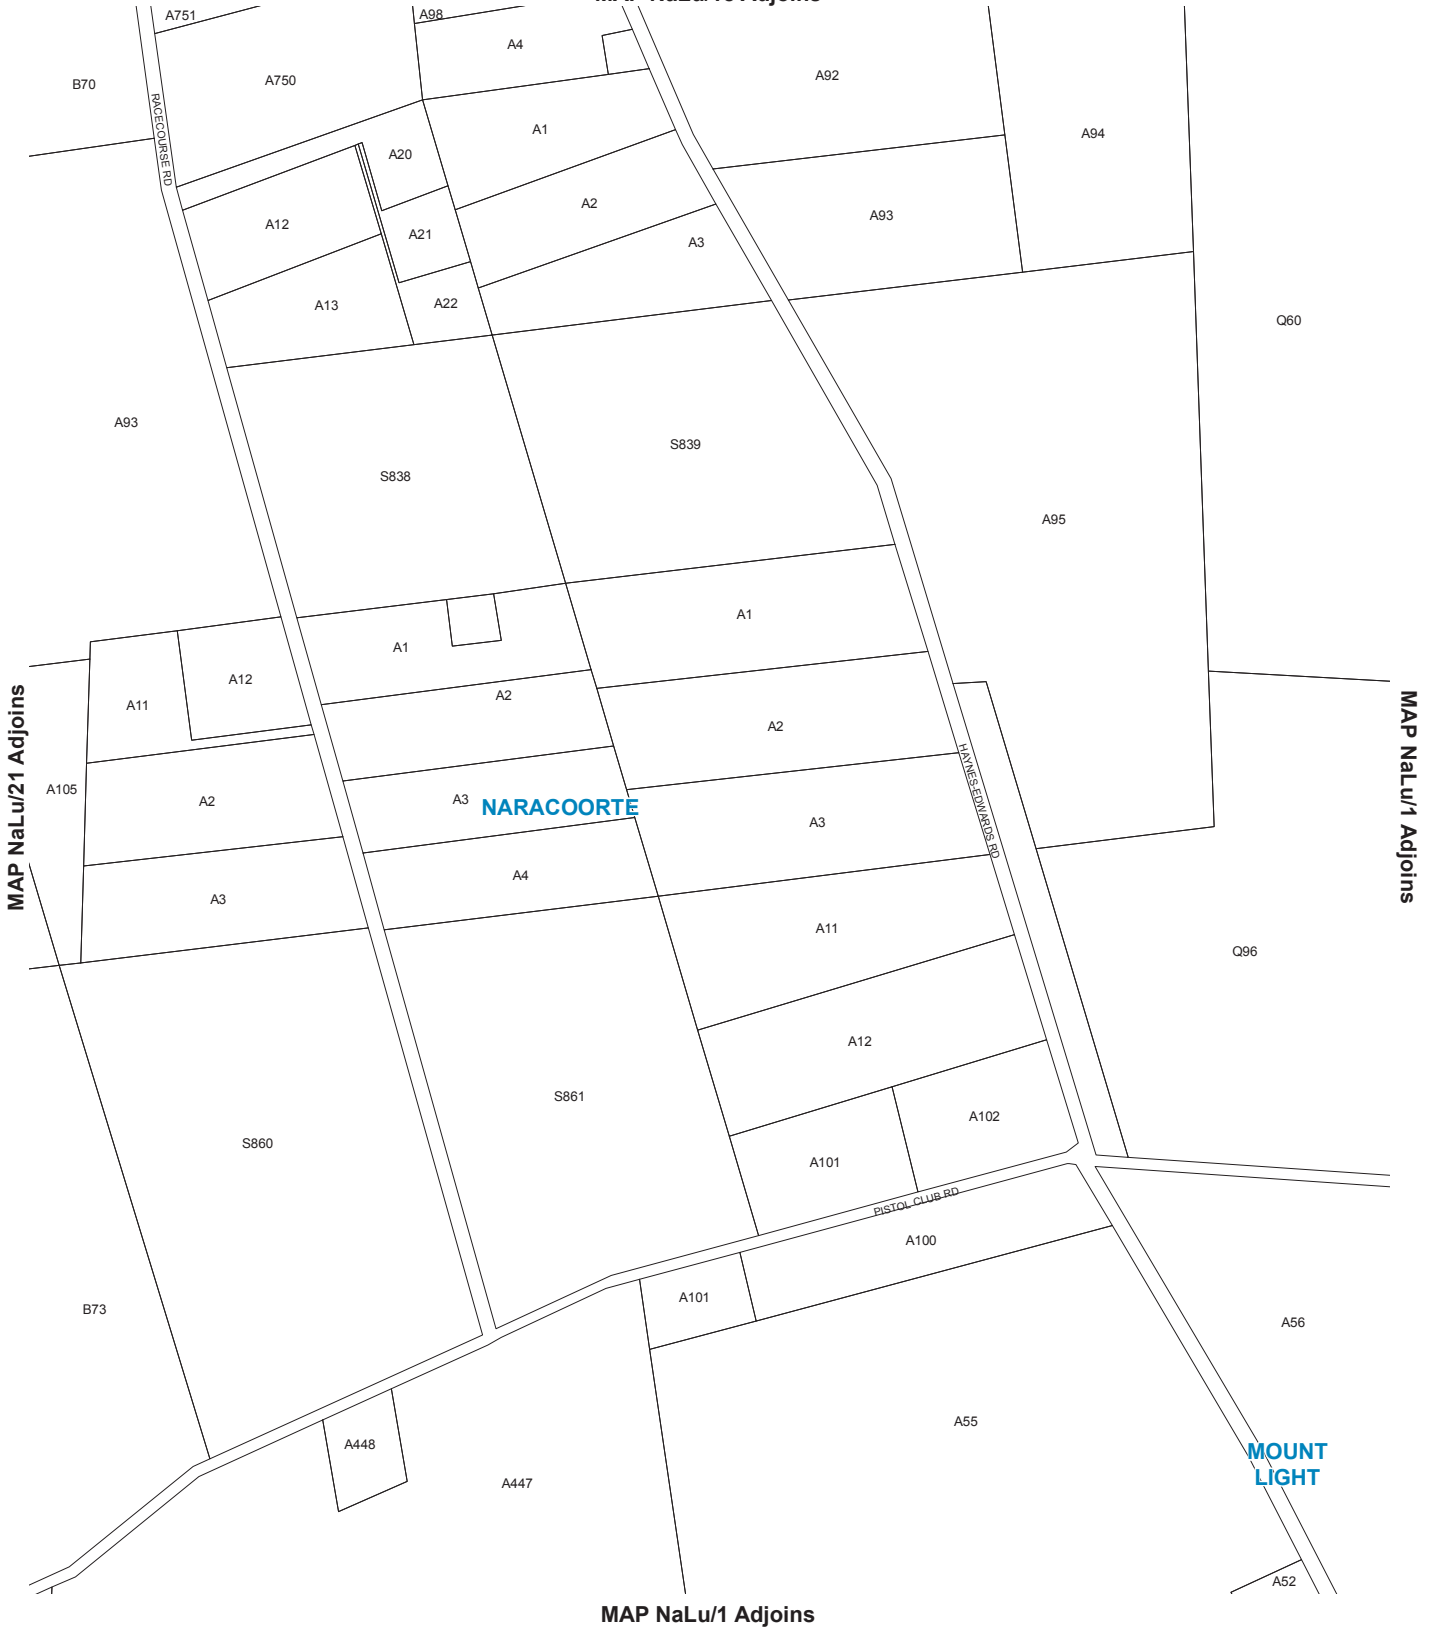 A751
A98
A4
B70
A750
A92
RACECOURSE RD
A1
A94
A20
A2
A93
A12
A21
A3
A13
A22
Q60
A93
S839
S838
A95
A1
A1
A12
A2
A11
A2
MAP NaLu/21 Adjoins
MAP NaLu/1 Adjoins
A105
A2
A3
NARACOORTE
HAYNES-EDWARDS RD
A3
A4
A3
A11
Q96
A12
S861
A102
S860
A101
PISTOL CLUB RD
A100
A101
B73
A56
A55
A448
MOUNT
LIGHT
A447
A52
MAP NaLu/1 Adjoins